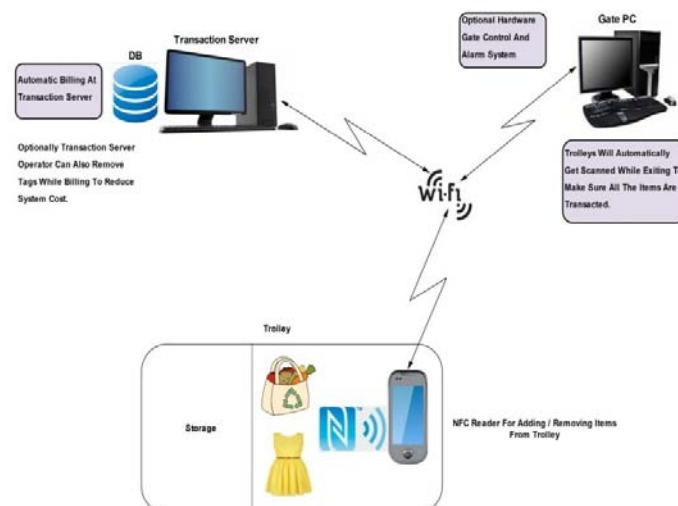 Transaction Server
DB
Automatic Billing At
Transaction Server
Optionally Transaction Server
Operator Can Also Remove
Tags While Billing To Reduce
System Cost.
Optional Hardware
Gate Control And
Alarm System
Gate PC
Trolleys Will Automatically
Get Scanned While Exiting T
Make Sure All The Items Are
Transacted.
Wi-Fi
Trolley
Storage
N
NFC Reader For Adding / Removing Items
From Trolley